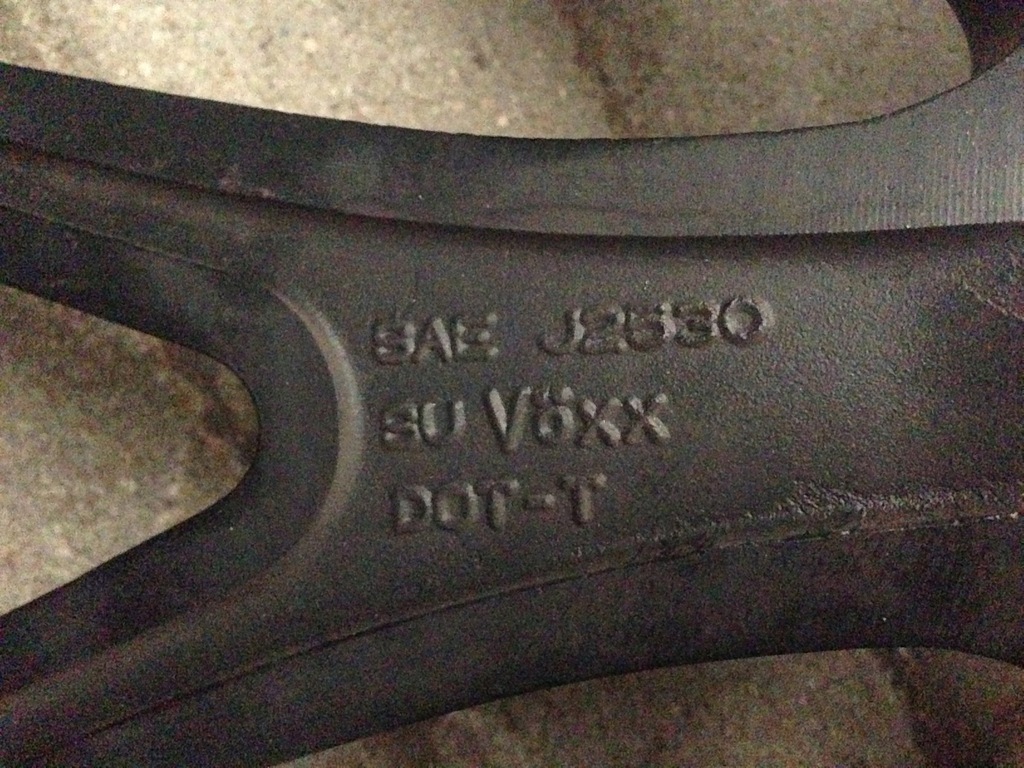 SAE J2530
SU Vöxx
DOT-T